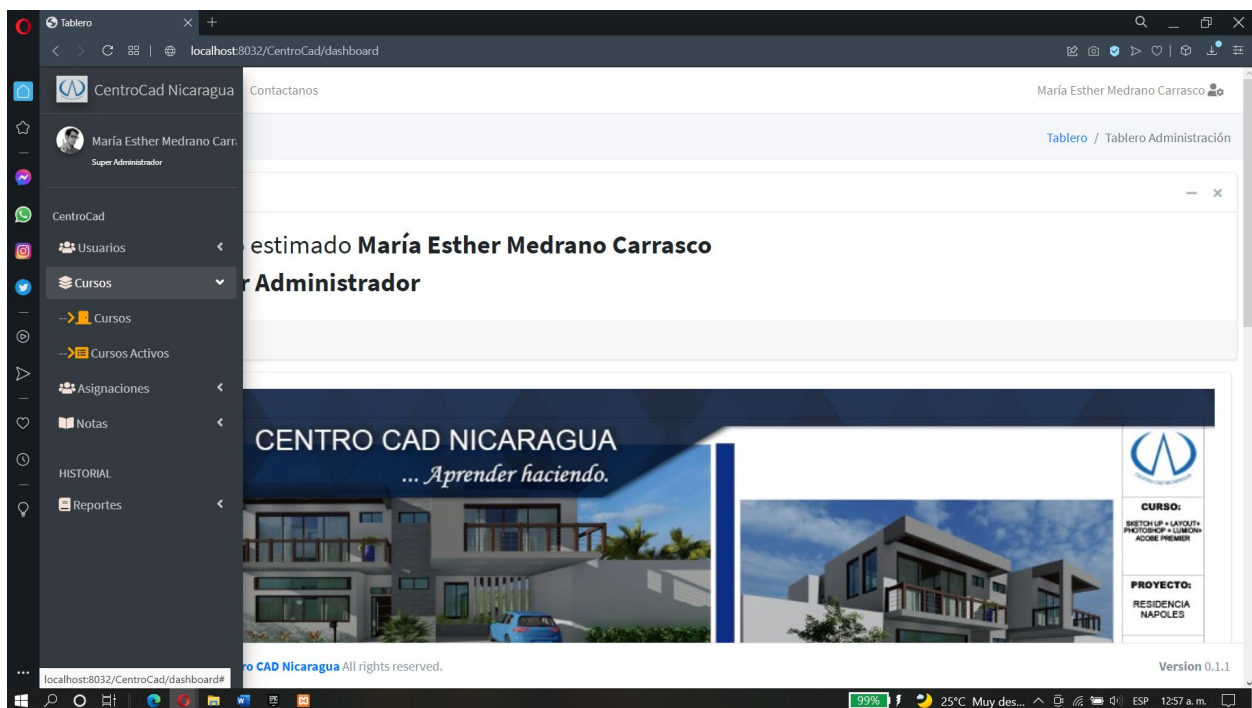 Tablero
localhost:8032/CentroCad/dashboard
CentroCad Nicaragua
Contactanos
María Esther Medrano Carrasco
María Esther Medrano Carr
Super Administrador
Tablero / Tablero Administración
CentroCad
Usuarios
estimado María Esther Medrano Carrasco
Cursos
r Administrador
--> Cursos
--> Cursos Activos
Asignaciones
Notas
HISTORIAL
Reportes
CENTRO CAD NICARAGUA
... Aprender haciendo.
CURSO:
SKETCH UP + LAYOUT+
PHOTOSHOP + LUMION+
ADOBE PREMIER
PROYECTO:
RESIDENCIA
NAPOLES
ro CAD Nicaragua All rights reserved.
Version 0.1.1
localhost:8032/CentroCad/dashboard#
99%
25°C Muy des...
ESP
12:57 a. m.